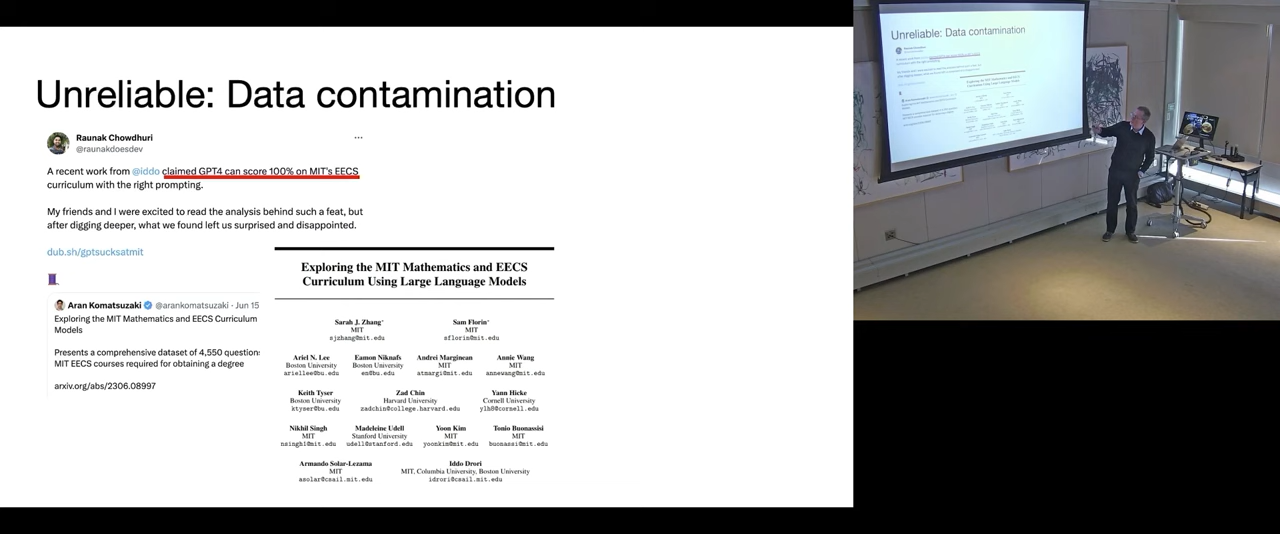 Unreliable: Data contamination
Raunak Chowdhuri
@raunakdoesdev
...
A recent work from @iddo claimed GPT4 can score 100% on MIT's EECS
curriculum with the right prompting.
My friends and I were excited to read the analysis behind such a feat, but
after digging deeper, what we found left us surprised and disappointed.
dub.sh/gptsucksatmit
Aran Komatsuzaki @arankomatsuzaki · Jun 15
Exploring the MIT Mathematics and EECS Curriculum
Models
Presents a comprehensive dataset of 4,550 questions
MIT EECS courses required for obtaining a degree
arxiv.org/abs/2306.08997
Exploring the MIT Mathematics and EECS
Curriculum Using Large Language Models
Sarah J. Zhang* Sam Florin*
MIT MIT
sjzhang@mit.edu sflorin@mit.edu
Ariel N. Lee Eamon Niknafs Andrei Marginean Annie Wang
Boston University Boston University MIT MIT
ariellee@bu.edu en@bu.edu atmargi@mit.edu annewang@mit.edu
Keith Tyser Zad Chin Yann Hicke
Boston University Harvard University Cornell University
ktyser@bu.edu zadchin@college.harvard.edu ylh8@cornell.edu
Nikhil Singh Madeleine Udell Yoon Kim Tonio Buonassisi
MIT Stanford University MIT MIT
nsingh1@mit.edu udell@stanford.edu yoonkim@mit.edu buonassi@mit.edu
Armando Solar-Lezama Iddo Drori
MIT MIT, Columbia University, Boston University
asolar@csail.mit.edu idrori@csail.mit.edu
Unreliable: Data contamination